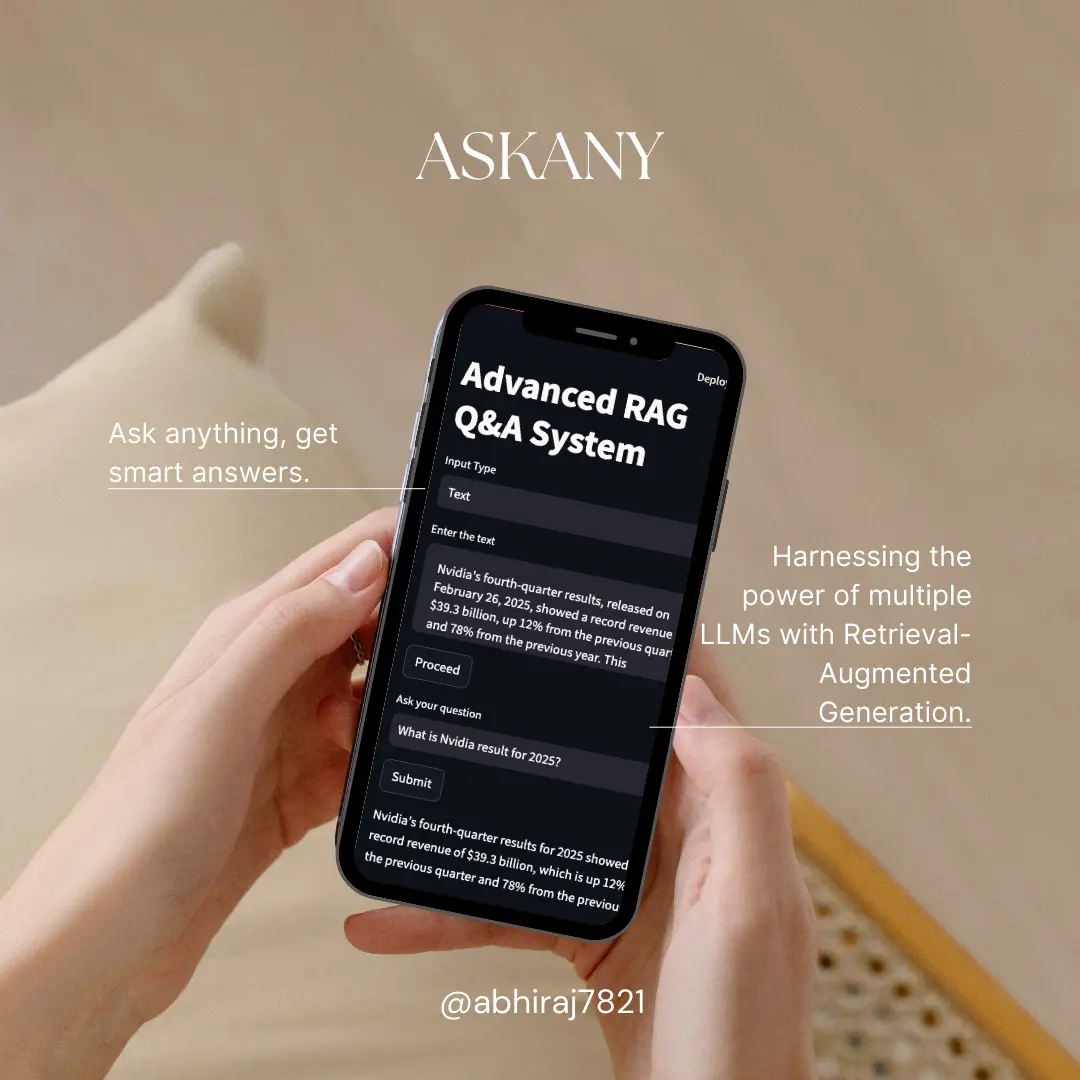 ASKANY
Deploy
Advanced RAG
Q&A System
Input Type
Text
Enter the text
Nvidia's fourth-quarter results, released on
February 26, 2025, showed a record revenue
$39.3 billion, up 12% from the previous quar
and 78% from the previous year. This
Proceed
Ask your question
What is Nvidia result for 2025?
Submit
Nvidia's fourth-quarter results for 2025 showed
record revenue of $39.3 billion, which is up 12%
the previous quarter and 78% from the previou
Ask anything, get
smart answers.
Harnessing the
power of multiple
LLMs with Retrieval-
Augmented
Generation.
@abhiraj7821